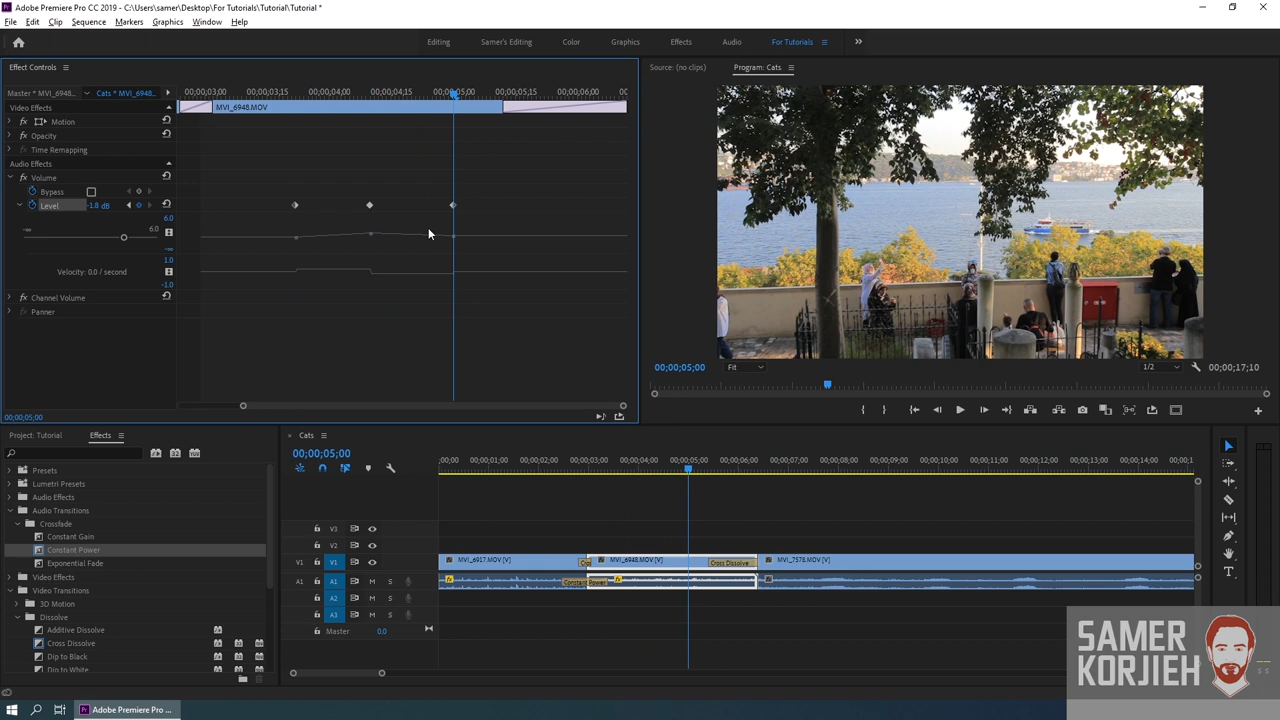 Adobe Premiere Pro CC 2019 - C:\Users\samer\Desktop\For Tutorials\Tutorial\Tutorial *
File Edit Clip Sequence Markers Graphics Window Help
Editing Samer's Editing Color Graphics Effects Audio For Tutorials
Effect Controls
Source: (no clips) Program: Cats
Master * MVI_6948.MOV... Cats * MVI_6948...
00;00;03;00 00;00;03;15 00;00;04;00 00;00;04;15 00;00;05;00 00;00;05;15 00;00;06;00
Video Effects
MVI_6948.MOV
fx Motion
fx Opacity
fx Time Remapping
Audio Effects
fx Volume
Bypass
Level -1.8 dB
6.0
-∞ 6.0
-∞
1.0
Velocity: 0.0 / second
-1.0
fx Channel Volume
fx Panner
00;00;05;00
00;00;05;00 Fit 1/2 00;00;17;10
Project: Tutorial Effects
Presets
Lumetri Presets
Audio Effects
Audio Transitions
Crossfade
Constant Gain
Constant Power
Exponential Fade
Video Effects
Video Transitions
3D Motion
Dissolve
Additive Dissolve
Cross Dissolve
Dip to Black
Dip to White
Cats
00;00;05;00
;00;00 00;00;01;00 00;00;02;00 00;00;03;00 00;00;04;00 00;00;05;00 00;00;06;00 00;00;07;00 00;00;08;00 00;00;09;00 00;00;10;00 00;00;11;00 00;00;12;00 00;00;13;00 00;00;14;00 00;00;1
V3
V2
V1 V1 MVI_6917.MOV [V] MVI_6948.MOV [V] Cross Dissolve MVI_7578.MOV [V]
A1 A1 M S Constant Power
A2 M S
A3 M S
Master 0.0
S S
SAMER
KORJIEH
Adobe Premiere Pro ...